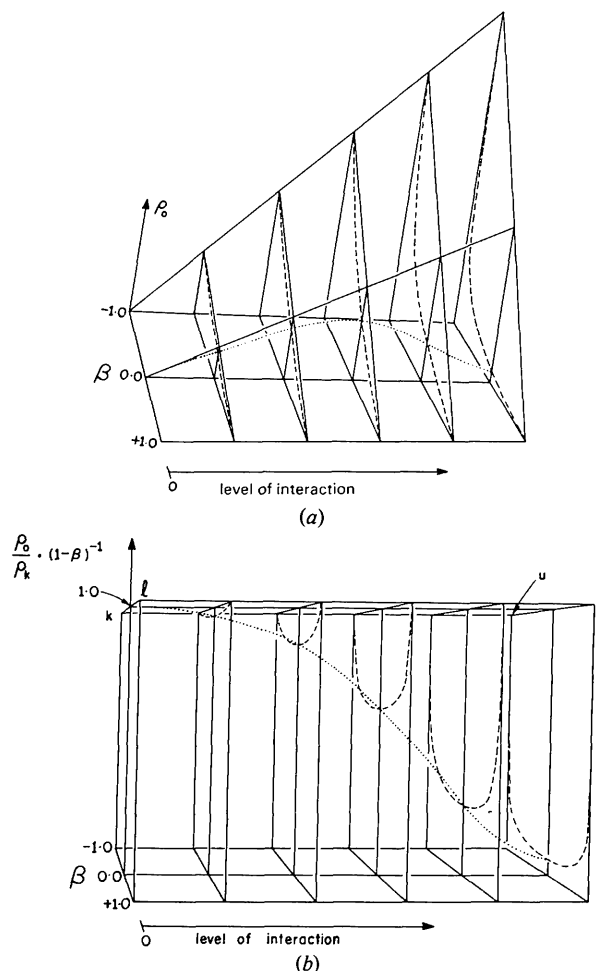 ρ₀
-1·0
β 0·0
+1·0
0
level of interaction
(a)
ρ₀/ρₖ · (1-β)⁻¹
1·0
l
k
u
-1·0
β 0·0
+1·0
0
level of interaction
(b)